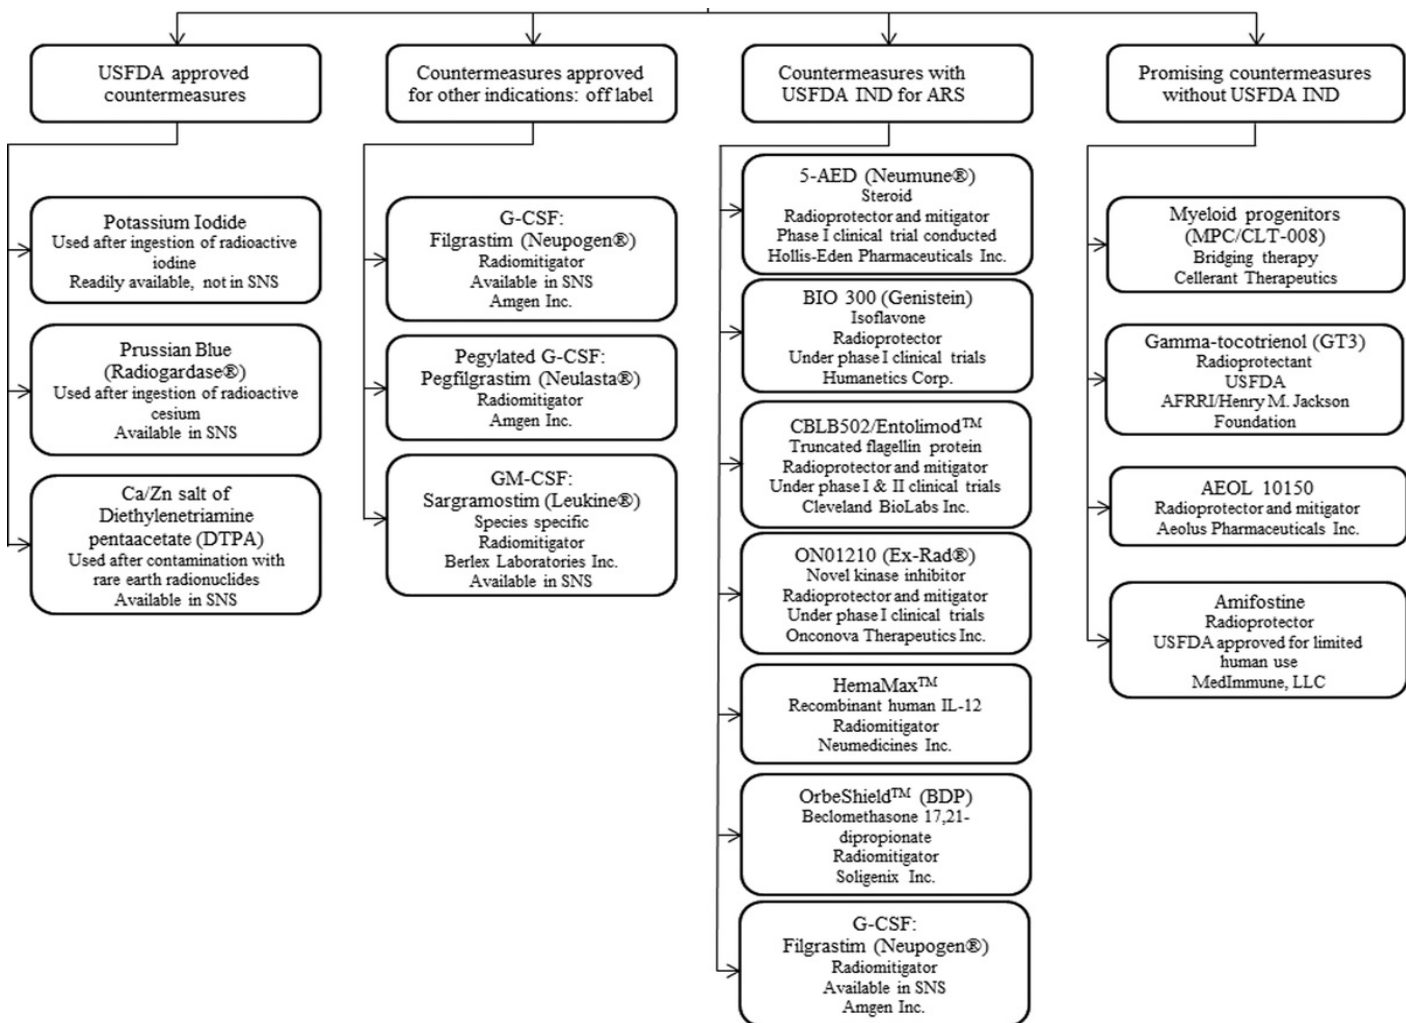 USFDA approved
countermeasures
Potassium Iodide
Used after ingestion of radioactive
iodine
Readily available, not in SNS
Prussian Blue
(Radiogardase®)
Used after ingestion of radioactive
cesium
Available in SNS
Ca/Zn salt of
Diethylenetriamine
pentaacetate (DTPA)
Used after contamination with
rare earth radionuclides
Available in SNS
Countermeasures approved
for other indications: off label
G-CSF:
Filgrastim (Neupogen®)
Radiomitigator
Available in SNS
Amgen Inc.
Pegylated G-CSF:
Pegfilgrastim (Neulasta®)
Radiomitigator
Amgen Inc.
GM-CSF:
Sargramostim (Leukine®)
Species specific
Radiomitigator
Berlex Laboratories Inc.
Available in SNS
Countermeasures with
USFDA IND for ARS
5-AED (Neumune®)
Steroid
Radioprotector and mitigator
Phase I clinical trial conducted
Hollis-Eden Pharmaceuticals Inc.
BIO 300 (Genistein)
Isoflavone
Radioprotector
Under phase I clinical trials
Humanetics Corp.
CBLB502/Entolimod™
Truncated flagellin protein
Radioprotector and mitigator
Under phase I & II clinical trials
Cleveland BioLabs Inc.
ON01210 (Ex-Rad®)
Novel kinase inhibitor
Radioprotector and mitigator
Under phase I clinical trials
Onconova Therapeutics Inc.
HemaMax™
Recombinant human IL-12
Radiomitigator
Neumedicines Inc.
OrbeShield™ (BDP)
Beclomethasone 17,21-
dipropionate
Radiomitigator
Soligenix Inc.
G-CSF:
Filgrastim (Neupogen®)
Radiomitigator
Available in SNS
Amgen Inc.
Promising countermeasures
without USFDA IND
Myeloid progenitors
(MPC/CLT-008)
Bridging therapy
Cellerant Therapeutics
Gamma-tocotrienol (GT3)
Radioprotectant
USFDA
AFRRI/Henry M. Jackson
Foundation
AEOL 10150
Radioprotector and mitigator
Aeolus Pharmaceuticals Inc.
Amifostine
Radioprotector
USFDA approved for limited
human use
MedImmune, LLC